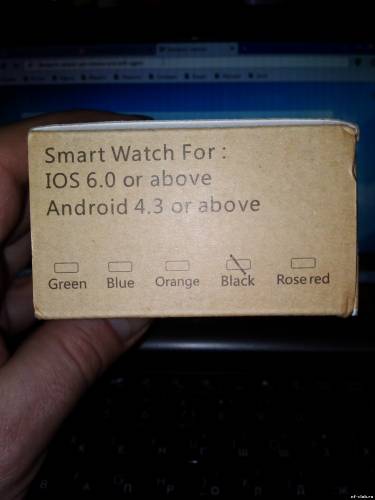 Smart Watch For :
IOS 6.0 or above
Android 4.3 or above
Green Blue Orange Black Rose red